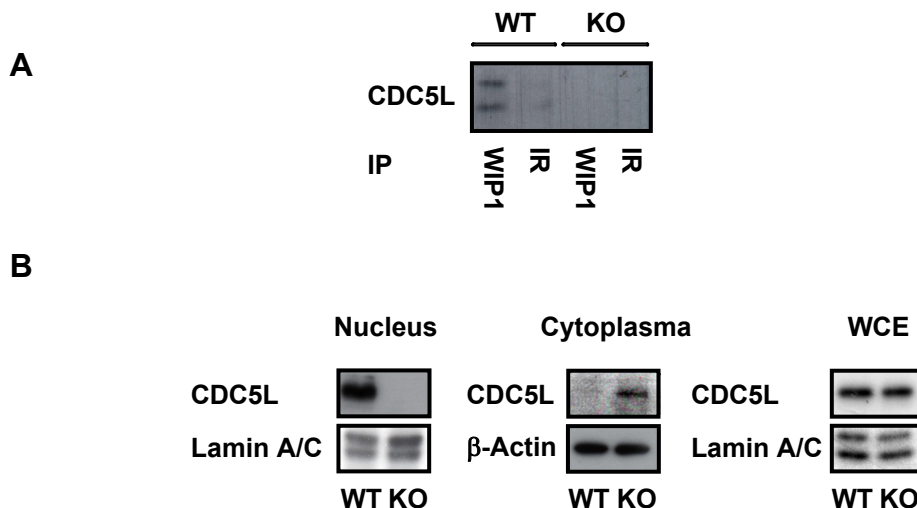 WT KO
A
CDC5L
IP WIP1 IR WIP1 IR
B
Nucleus Cytoplasma WCE
CDC5L CDC5L CDC5L
Lamin A/C β-Actin Lamin A/C
WT KO WT KO WT KO